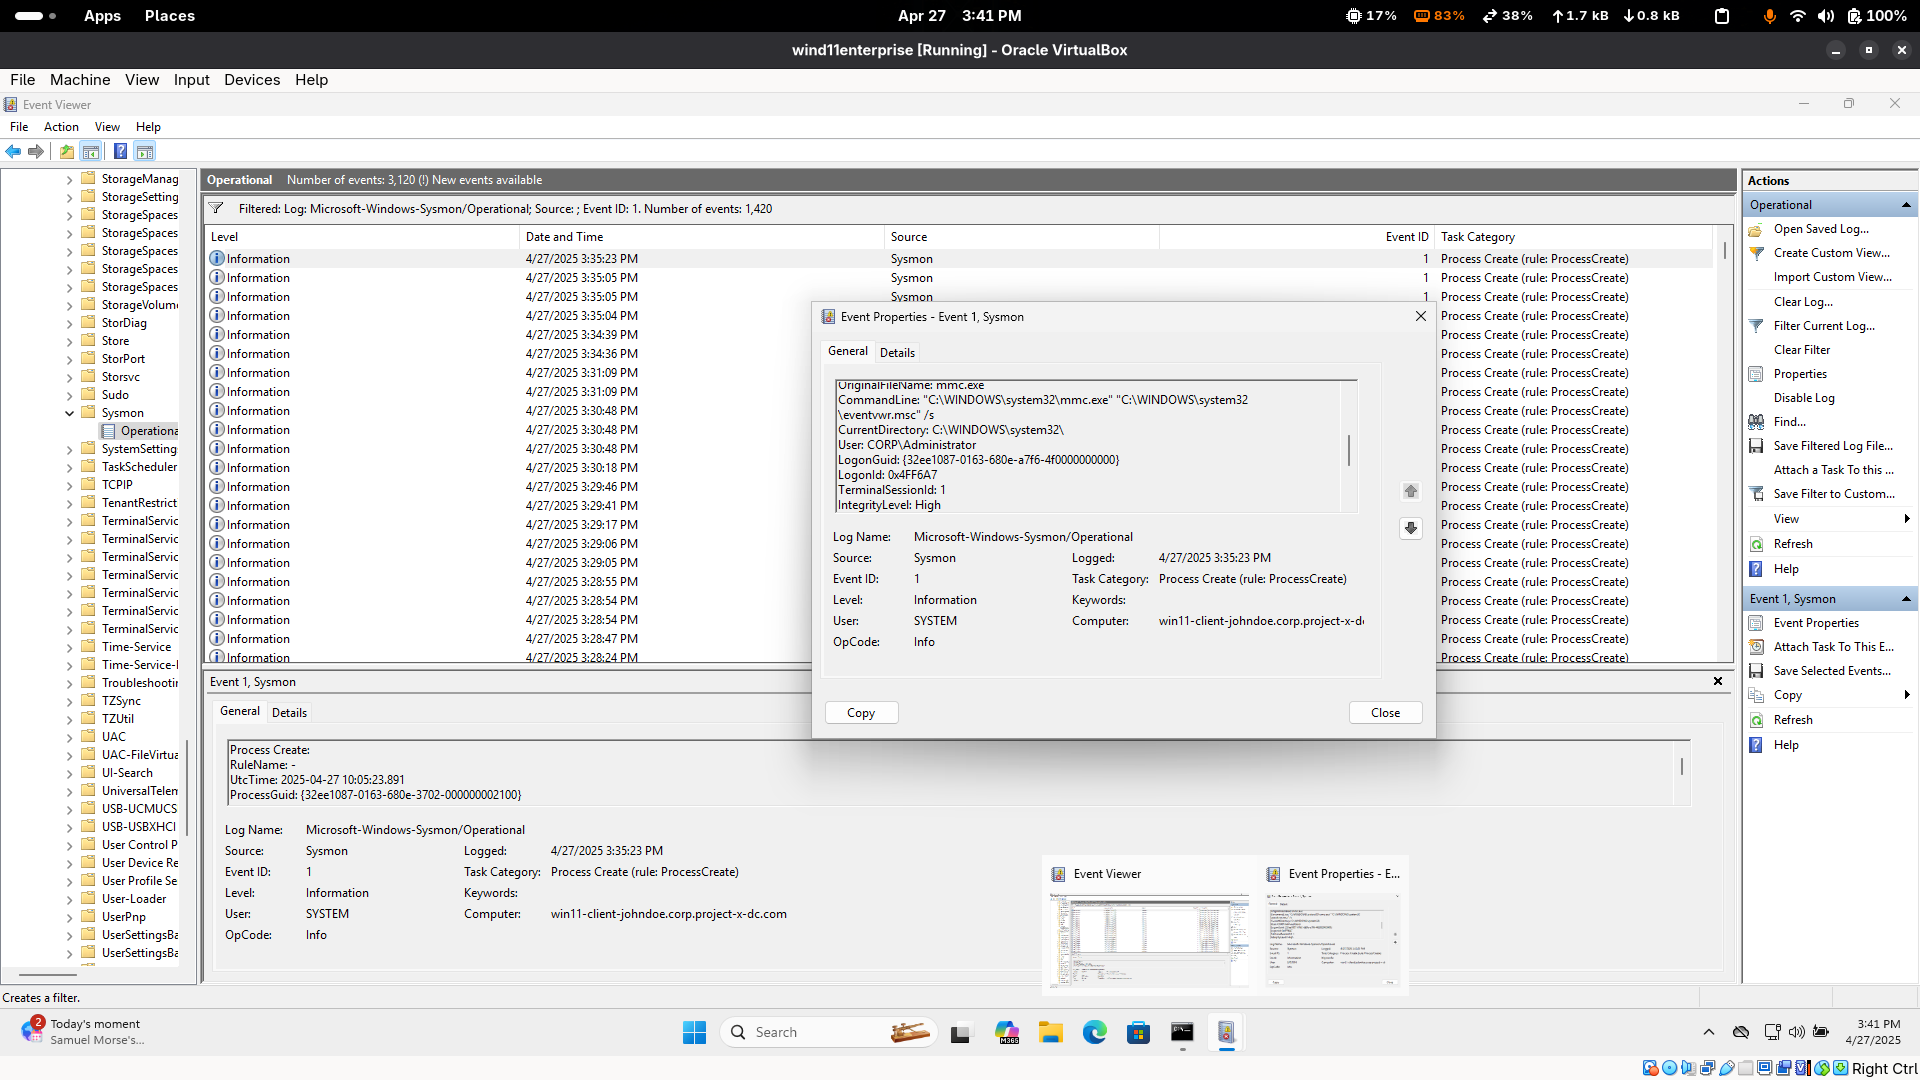 Apps Places
Apr 27 3:41 PM
17% 83% 38% 1.7 kB 0.8 kB 100%
wind11enterprise [Running] - Oracle VirtualBox
File Machine View Input Devices Help
Event Viewer
File Action View Help
StorageManag
StorageSetting
StorageSpaces
StorageSpaces
StorageSpaces
StorageSpaces
StorageSpaces
StorageVolume
StorDiag
Store
StorPort
Storsvc
Sudo
Sysmon
Operationa
SystemSetting
TaskScheduler
TCPIP
TenantRestrict
TerminalServic
TerminalServic
TerminalServic
TerminalServic
TerminalServic
TerminalServic
TerminalServic
Time-Service
Time-Service-
Troubleshootin
TZSync
TZUtil
UAC
UAC-FileVirtua
UI-Search
UniversalTelem
USB-UCMUCS
USB-USBXHCI
User Control P
User Device Re
User Profile Se
User-Loader
UserPnp
UserSettingsBa
UserSettingsBa
Operational Number of events: 3,120 (!) New events available
Filtered: Log: Microsoft-Windows-Sysmon/Operational; Source: ; Event ID: 1. Number of events: 1,420
Level Date and Time Source Event ID Task Category
Information 4/27/2025 3:35:23 PM Sysmon 1 Process Create (rule: ProcessCreate)
Information 4/27/2025 3:35:05 PM Sysmon 1 Process Create (rule: ProcessCreate)
Information 4/27/2025 3:35:05 PM Sysmon 1 Process Create (rule: ProcessCreate)
Information 4/27/2025 3:35:04 PM Process Create (rule: ProcessCreate)
Information 4/27/2025 3:34:39 PM Process Create (rule: ProcessCreate)
Information 4/27/2025 3:34:36 PM Process Create (rule: ProcessCreate)
Information 4/27/2025 3:31:09 PM Process Create (rule: ProcessCreate)
Information 4/27/2025 3:31:09 PM Process Create (rule: ProcessCreate)
Information 4/27/2025 3:30:48 PM Process Create (rule: ProcessCreate)
Information 4/27/2025 3:30:48 PM Process Create (rule: ProcessCreate)
Information 4/27/2025 3:30:48 PM Process Create (rule: ProcessCreate)
Information 4/27/2025 3:30:18 PM Process Create (rule: ProcessCreate)
Information 4/27/2025 3:29:46 PM Process Create (rule: ProcessCreate)
Information 4/27/2025 3:29:41 PM Process Create (rule: ProcessCreate)
Information 4/27/2025 3:29:17 PM Process Create (rule: ProcessCreate)
Information 4/27/2025 3:29:06 PM Process Create (rule: ProcessCreate)
Information 4/27/2025 3:29:05 PM Process Create (rule: ProcessCreate)
Information 4/27/2025 3:28:55 PM Process Create (rule: ProcessCreate)
Information 4/27/2025 3:28:54 PM Process Create (rule: ProcessCreate)
Information 4/27/2025 3:28:54 PM Process Create (rule: ProcessCreate)
Information 4/27/2025 3:28:47 PM Process Create (rule: ProcessCreate)
Information 4/27/2025 3:28:24 PM Process Create (rule: ProcessCreate)
Event Properties - Event 1, Sysmon
General Details
OriginalFileName: mmc.exe
CommandLine: "C:\WINDOWS\system32\mmc.exe" "C:\WINDOWS\system32
\eventvwr.msc" /s
CurrentDirectory: C:\WINDOWS\system32\
User: CORP\Administrator
LogonGuid: {32ee1087-0163-680e-a7f6-4f0000000000}
LogonId: 0x4FF6A7
TerminalSessionId: 1
IntegrityLevel: High
Log Name: Microsoft-Windows-Sysmon/Operational
Source: Sysmon Logged: 4/27/2025 3:35:23 PM
Event ID: 1 Task Category: Process Create (rule: ProcessCreate)
Level: Information Keywords:
User: SYSTEM Computer: win11-client-johndoe.corp.project-x-dc
OpCode: Info
Copy Close
Event 1, Sysmon
General Details
Process Create:
RuleName: -
UtcTime: 2025-04-27 10:05:23.891
ProcessGuid: {32ee1087-0163-680e-3702-000000002100}
Log Name: Microsoft-Windows-Sysmon/Operational
Source: Sysmon Logged: 4/27/2025 3:35:23 PM
Event ID: 1 Task Category: Process Create (rule: ProcessCreate)
Level: Information Keywords:
User: SYSTEM Computer: win11-client-johndoe.corp.project-x-dc.com
OpCode: Info
Event Viewer Event Properties - E...
Actions
Operational
Open Saved Log...
Create Custom View...
Import Custom View...
Clear Log...
Filter Current Log...
Clear Filter
Properties
Disable Log
Find...
Save Filtered Log File...
Attach a Task To this ...
Save Filter to Custom...
View
Refresh
Help
Event 1, Sysmon
Event Properties
Attach Task To This E...
Save Selected Events...
Copy
Refresh
Help
Creates a filter.
2 Today's moment
Samuel Morse's...
Search
M365
3:41 PM
4/27/2025
Right Ctrl